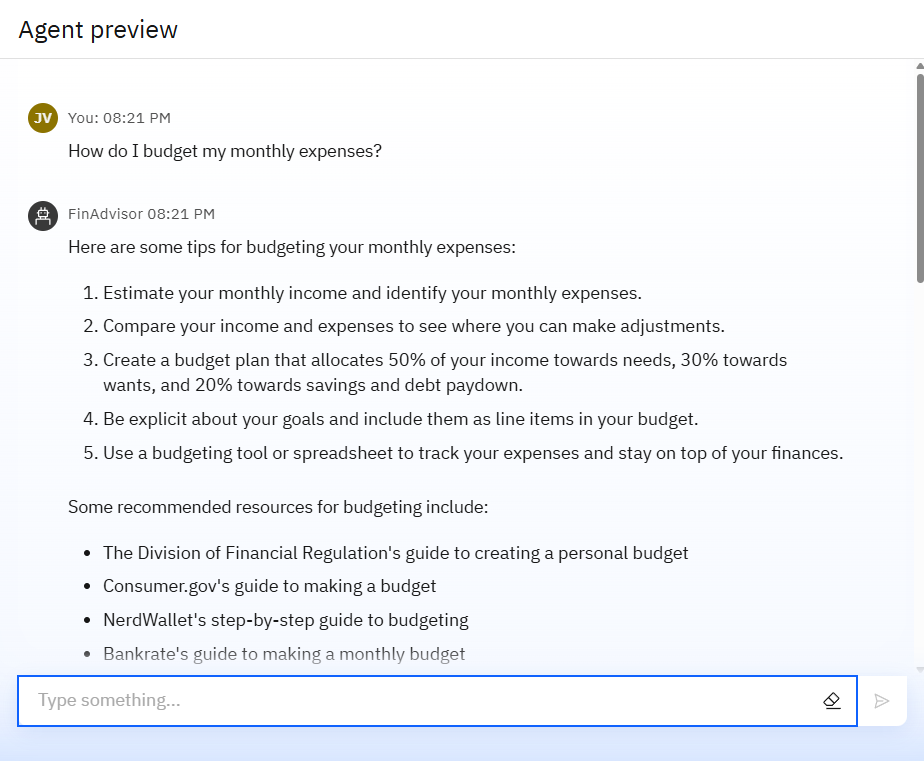 Agent preview
JV
You: 08:21 PM
How do I budget my monthly expenses?
FinAdvisor 08:21 PM
Here are some tips for budgeting your monthly expenses:
1. Estimate your monthly income and identify your monthly expenses.
2. Compare your income and expenses to see where you can make adjustments.
3. Create a budget plan that allocates 50% of your income towards needs, 30% towards
wants, and 20% towards savings and debt paydown.
4. Be explicit about your goals and include them as line items in your budget.
5. Use a budgeting tool or spreadsheet to track your expenses and stay on top of your finances.
Some recommended resources for budgeting include:
• The Division of Financial Regulation's guide to creating a personal budget
• Consumer.gov's guide to making a budget
• NerdWallet's step-by-step guide to budgeting
• Bankrate's guide to making a monthly budget
Type something...